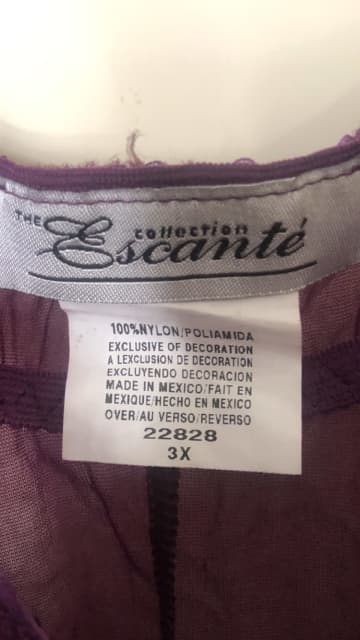 THE Escanté collection
100%NYLON/POLIAMIDA
EXCLUSIVE OF DECORATION
A LEXCLUSION DE DECORATION
EXCLUYENDO DECORACION
MADE IN MEXICO/FAIT EN
MEXIQUE/HECHO EN MEXICO
OVER/AU VERSO/REVERSO
22828
3X